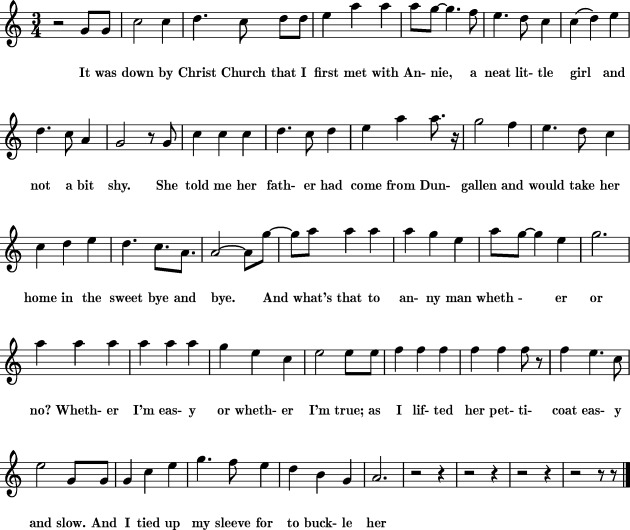 It was down by Christ Church that I first met with An- nie, a neat lit- tle girl and
not a bit shy. She told me her fath- er had come from Dun- gallen and would take her
home in the sweet bye and bye. And what's that to an- ny man wheth - er or
no? Wheth- er I'm eas- y or wheth- er I'm true; as I lif- ted her pet- ti- coat eas- y
and slow. And I tied up my sleeve for to buck- le her